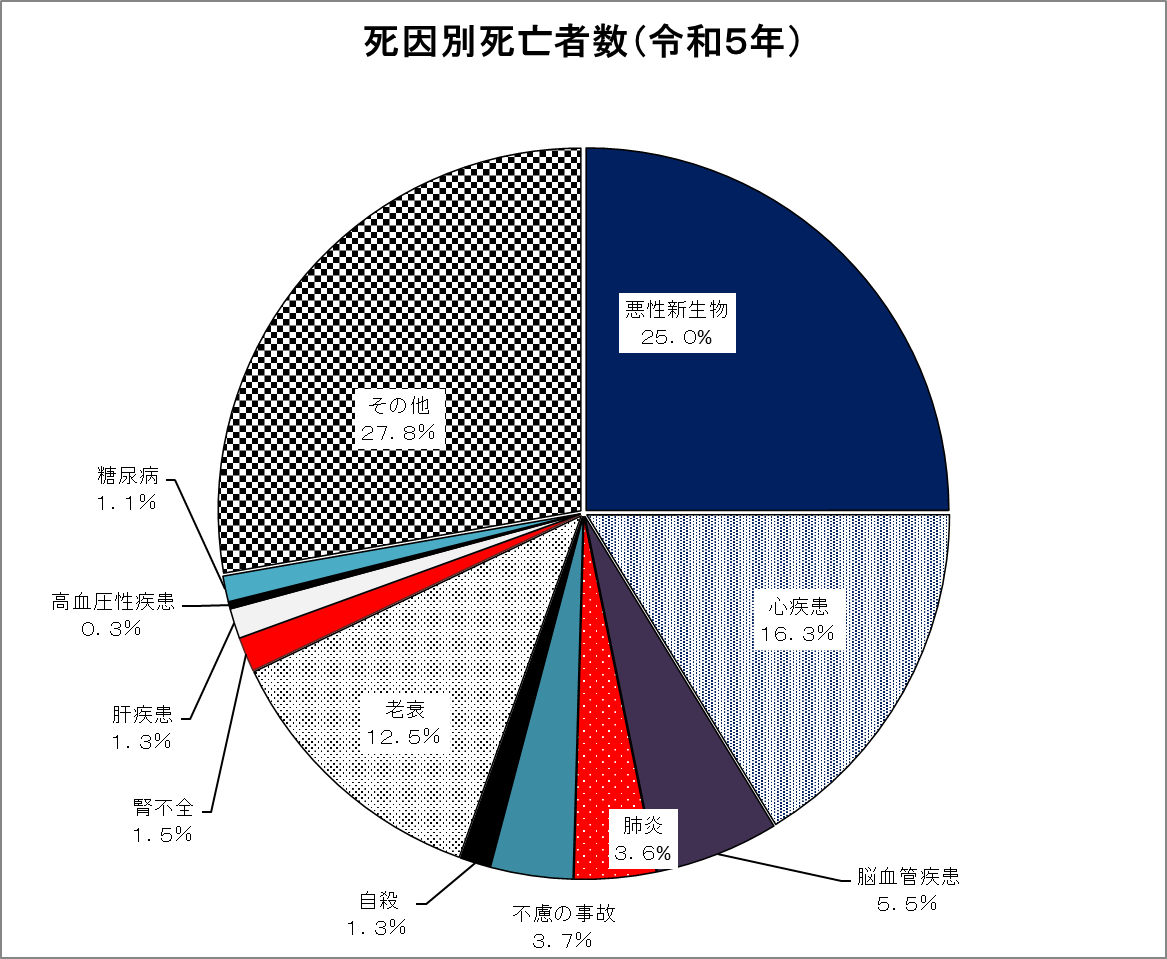 死因別死亡者数（令和５年）
悪性新生物
２５．０%
心疾患
１６．３％
脳血管疾患
５．５％
肺炎
３．６%
不慮の事故
３．７％
自殺
１．３％
老衰
１２．５％
腎不全
１．５％
肝疾患
１．３％
高血圧性疾患
０．３％
糖尿病
１．１％
その他
２７．８％